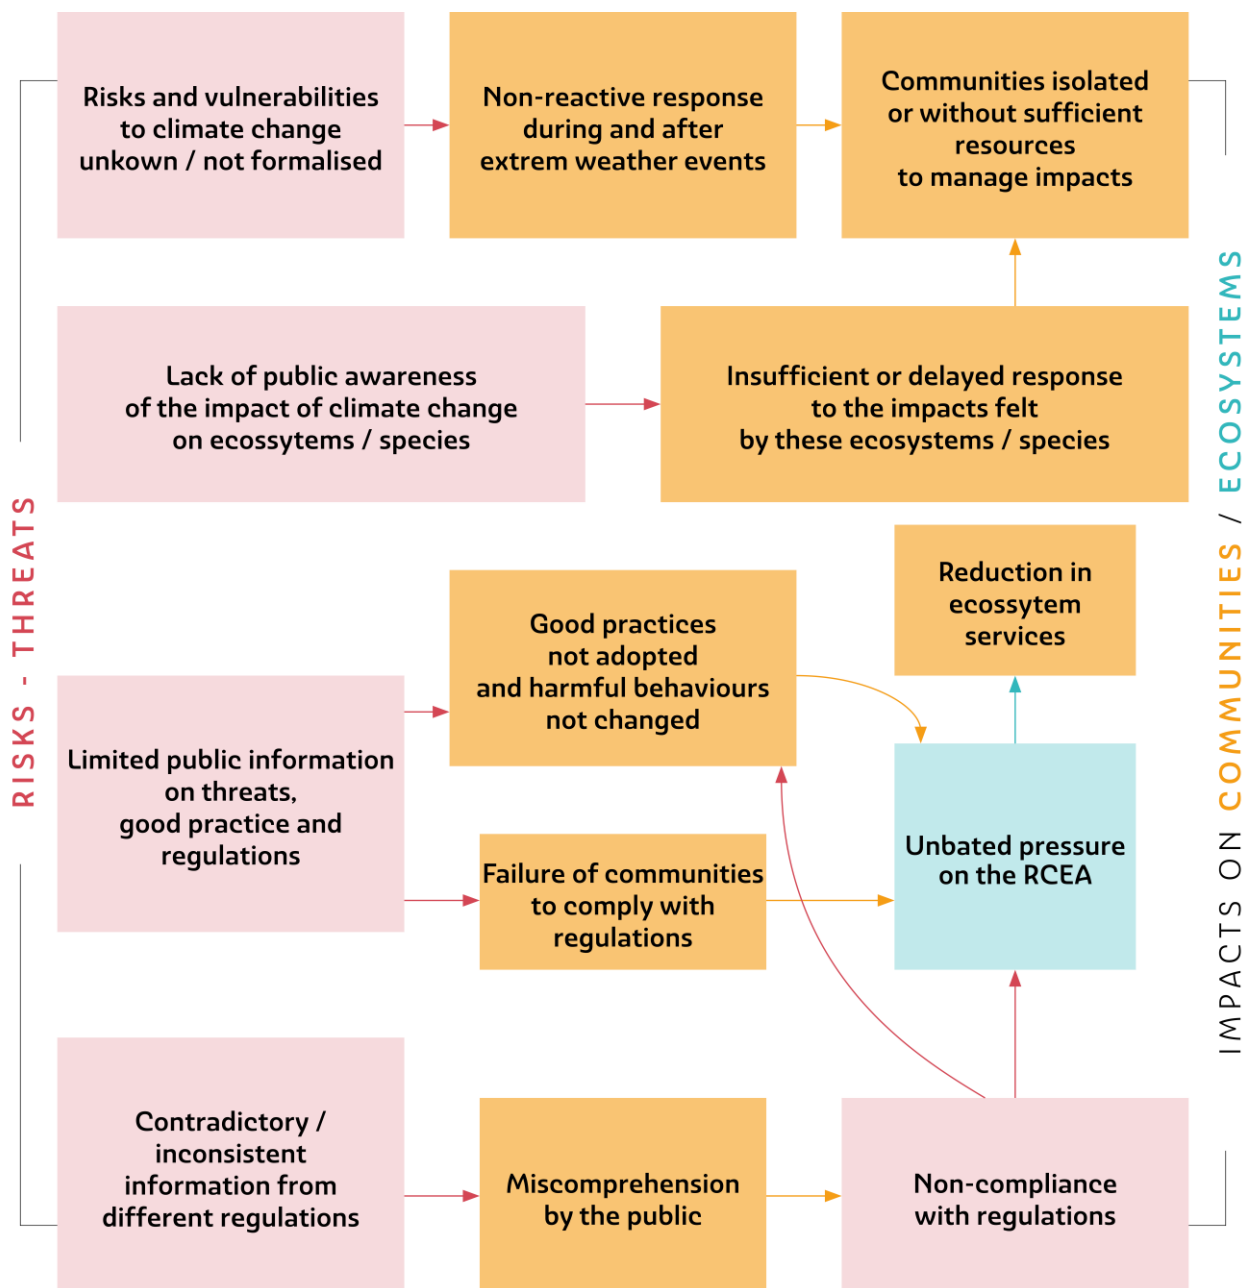 Risks and vulnerabilities
to climate change
unkown / not formalised
Non-reactive response
during and after
extrem weather events
Communities isolated
or without sufficient
resources
to manage impacts
Lack of public awareness
of the impact of climate change
on ecossytems / species
Insufficient or delayed response
to the impacts felt
by these ecosystems / species
RISKS - THREATS
Limited public information
on threats,
good practice and
regulations
Good practices
not adopted
and harmful behaviours
not changed
Reduction in
ecossytem
services
Failure of communities
to comply with
regulations
Unbated pressure
on the RCEA
Contradictory /
inconsistent
information from
different regulations
Miscomprehension
by the public
Non-compliance
with regulations
IMPACTS ON COMMUNITIES / ECOSYSTEMS